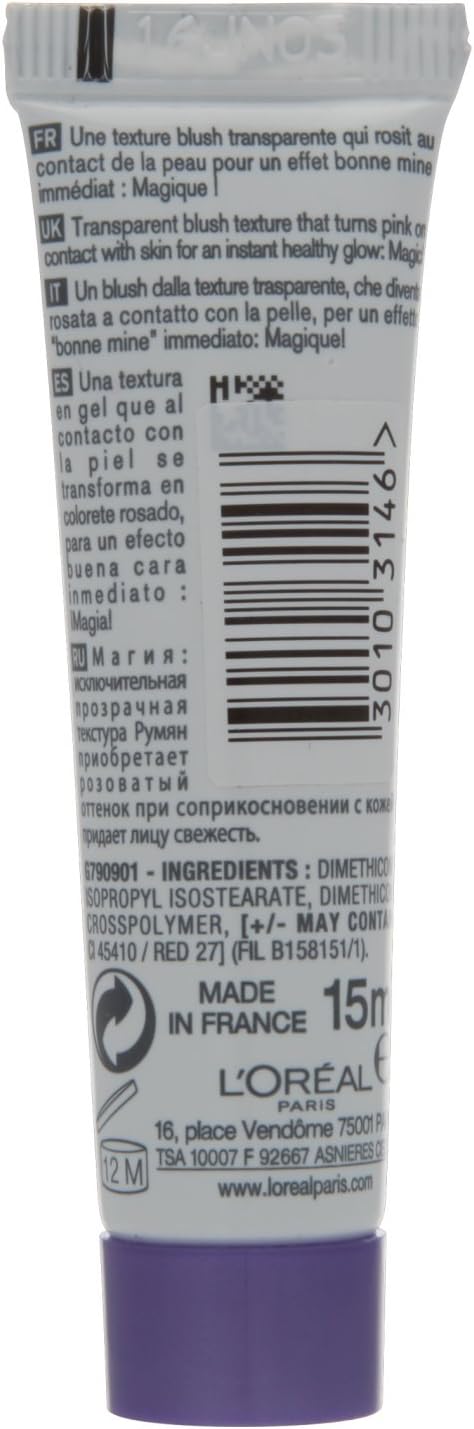 FR Une texture blush transparente qui rosit au
contact de la peau pour un effet bonne mine
immédiat : Magique !
UK Transparent blush texture that turns pink on
contact with skin for an instant healthy glow: Magic
IT Un blush dalla texture trasparente, che divent
rosata a contatto con la pelle, per un effett
"bonne mine" immediato: Magique!
ES Una textura
en gel que al
contacto con
la piel se
transforma en
colorete rosado,
para un efecto
buena cara
inmediato :
¡Magia!
RU Магия:
исключительная
прозрачная
текстура Румян
приобретает
розоватый
оттенок при соприкосновении с коже
придает лицу свежесть.
3010 3146 >
G790901 - INGREDIENTS : DIMETHICON
ISOPROPYL ISOSTEARATE, DIMETHICO
CROSSPOLYMER, [+/- MAY CONTA
CI 45410 / RED 27] (FIL B158151/1).
MADE
IN FRANCE 15m
L'ORÉAL
PARIS
16, place Vendôme 75001 PA
TSA 10007 F 92667 ASNIERES CE
12 M
www.lorealparis.com